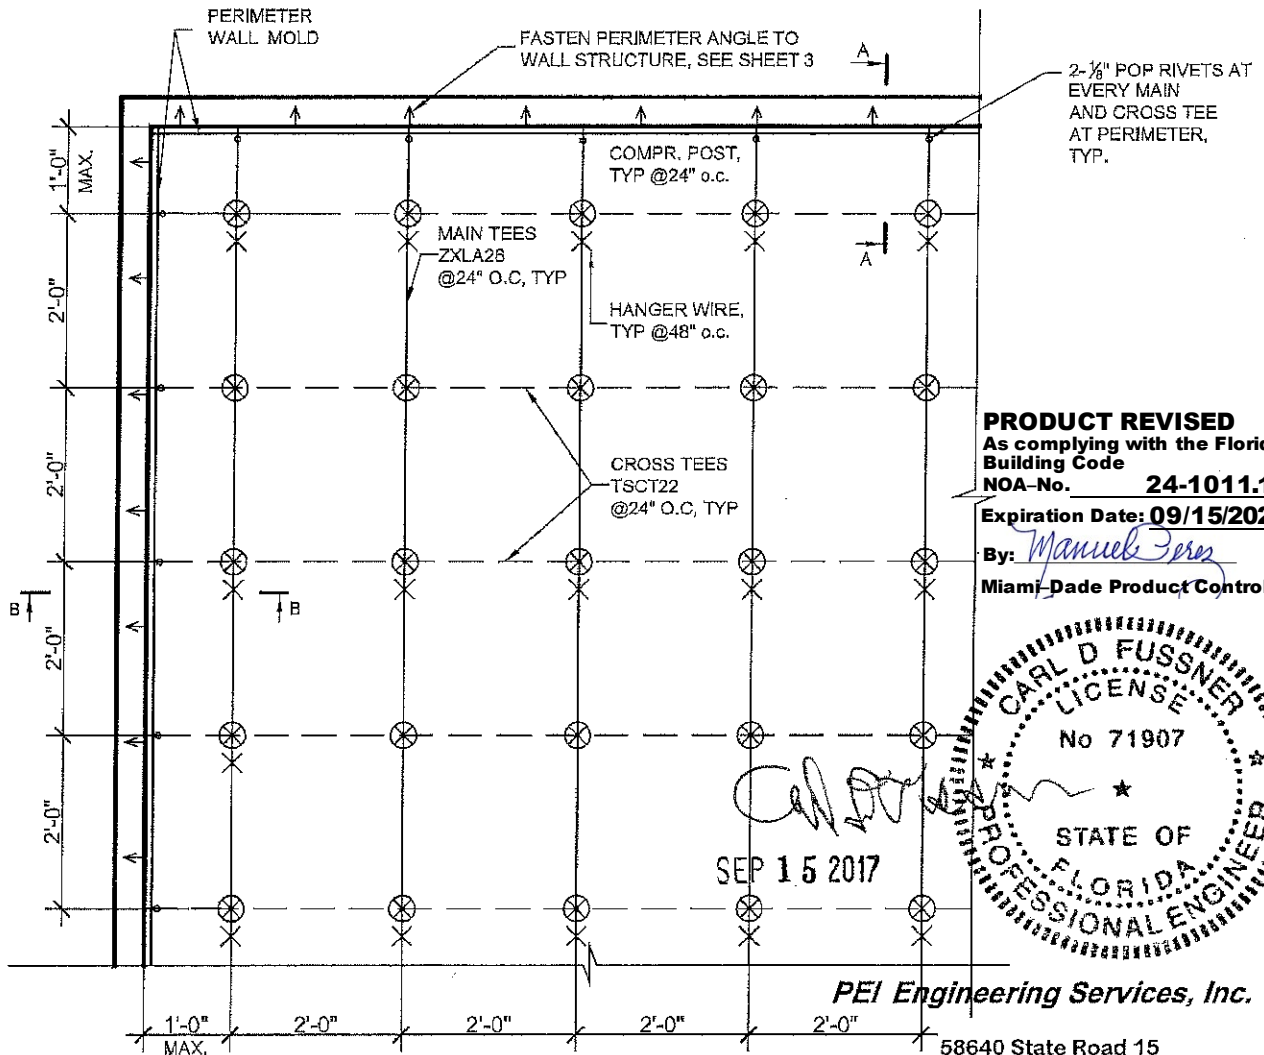 PERIMETER
WALL MOLD
FASTEN PERIMETER ANGLE TO
WALL STRUCTURE, SEE SHEET 3
A
2-⅛" POP RIVETS AT
EVERY MAIN
AND CROSS TEE
AT PERIMETER,
TYP.
1'-0"
MAX.
COMPR. POST,
TYP @24" o.c.
MAIN TEES
ZXLA28
@24" O.C, TYP
A
2'-0"
HANGER WIRE,
TYP @48" o.c.
PRODUCT REVISED
As complying with the Florid
Building Code
NOA-No. 24-1011.1
Expiration Date: 09/15/202
By: Manuel Perez
Miami-Dade Product Control
2'-0"
CROSS TEES
TSCT22
@24" O.C, TYP
B
B
2'-0"
CARL D FUSSNER
LICENSE
No 71907
STATE OF
FLORIDA
PROFESSIONAL ENGINEER
2'-0"
SEP 15 2017
PEI Engineering Services, Inc.
1'-0"
MAX.
2'-0"
2'-0"
2'-0"
2'-0"
58640 State Road 15